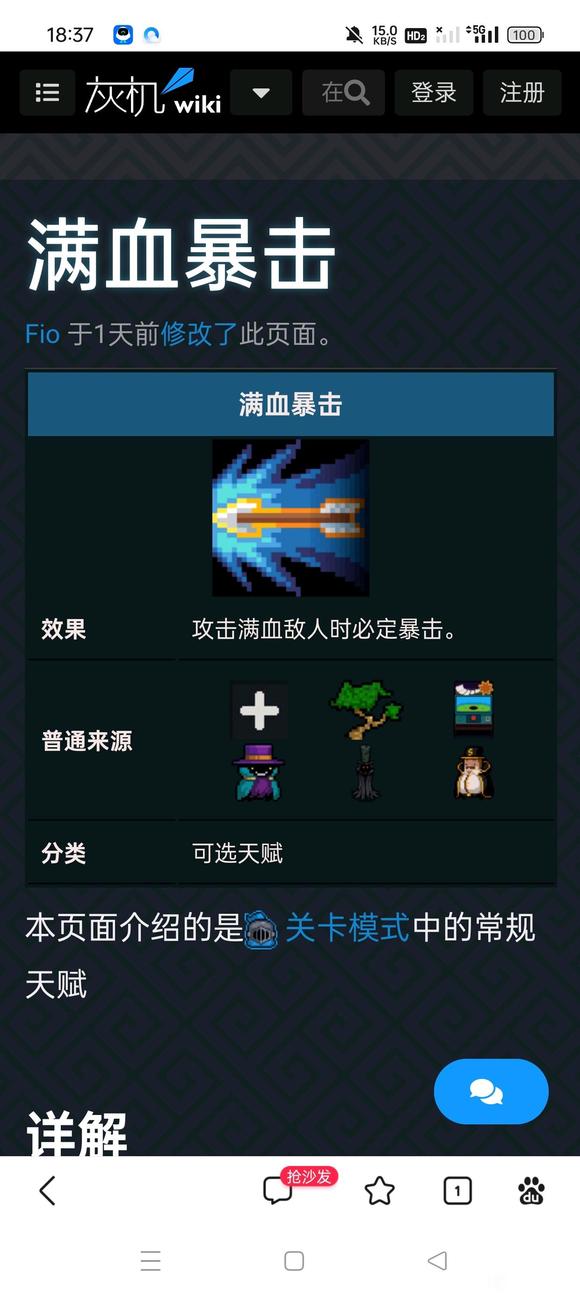 18:37
15.0
KB/S
HD2
5G
100
灰机wiki
在
登录
注册
满血暴击
Fio 于1天前修改了此页面。
满血暴击
效果
攻击满血敌人时必定暴击。
普通来源
分类
可选天赋
本页面介绍的是关卡模式中的常规
天赋
详解
抢沙发
1
du